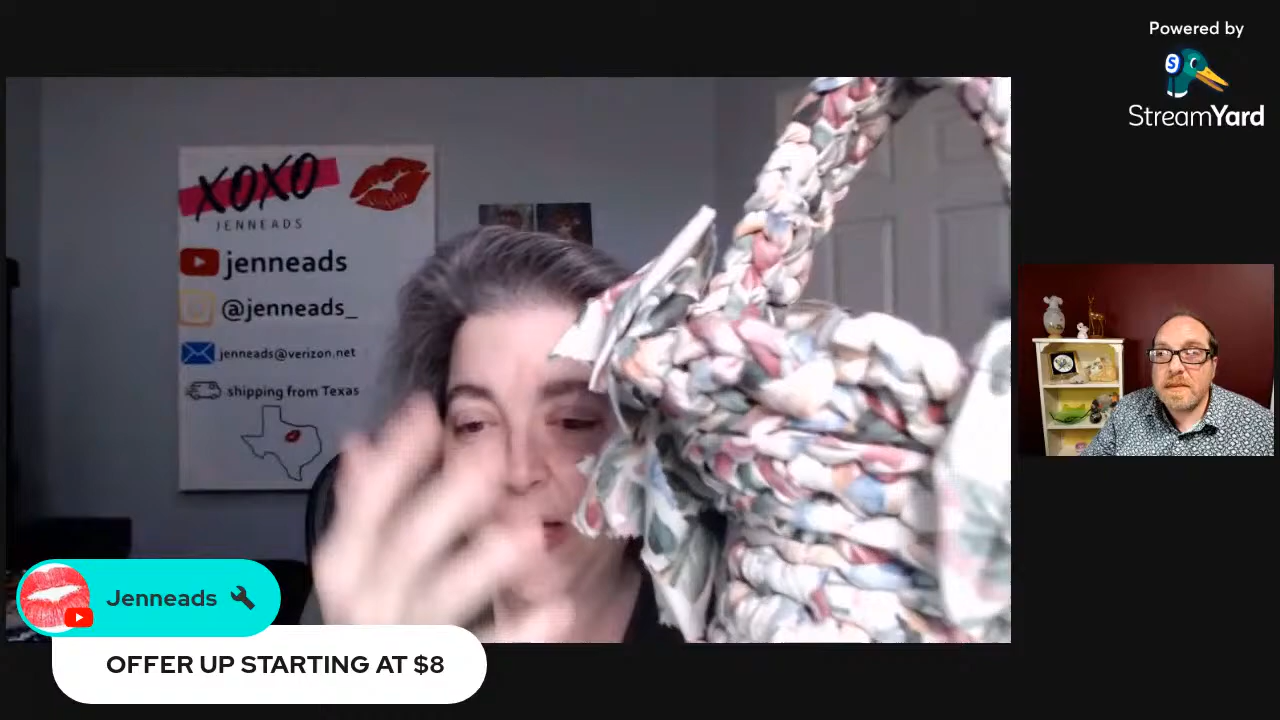 Powered by
StreamYard
XOXO
JENNEADS
jenneads
@jenneads_
jenneads@verizon.net
shipping from Texas
Jenneads
OFFER UP STARTING AT $8